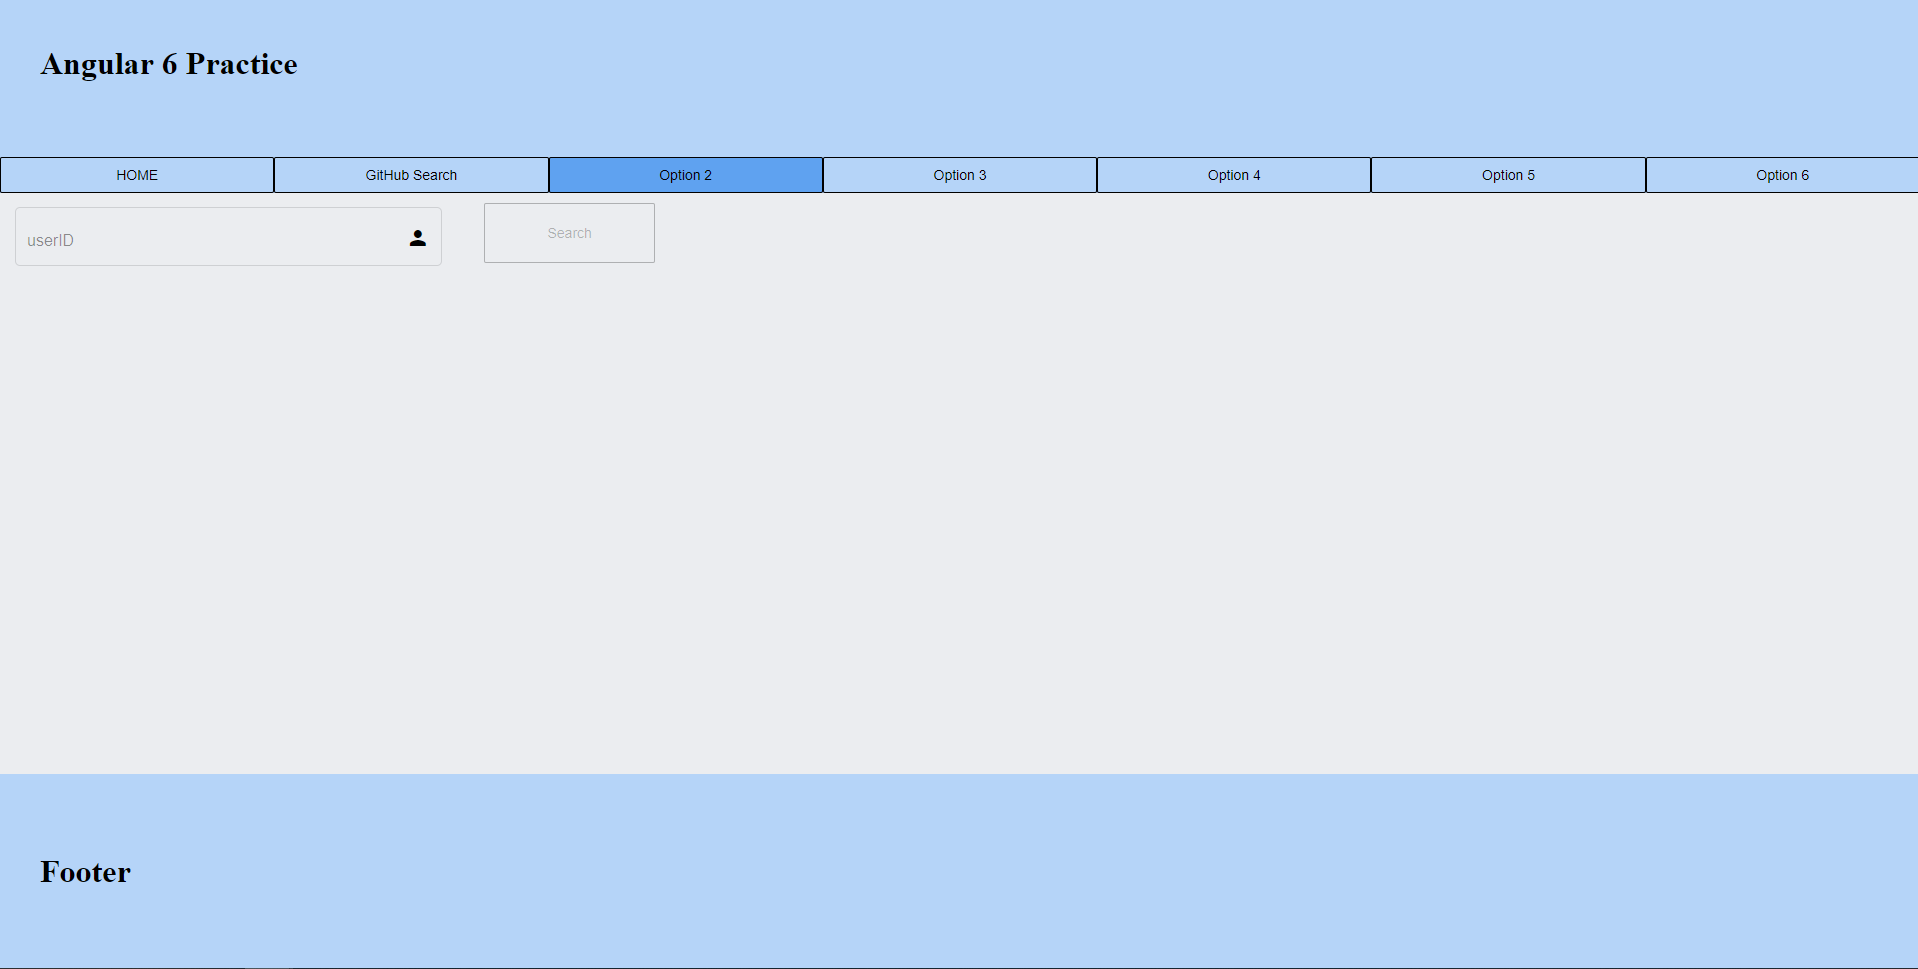 Angular 6 Practice
HOME GitHub Search Option 2 Option 3 Option 4 Option 5 Option 6
userID Search
Footer